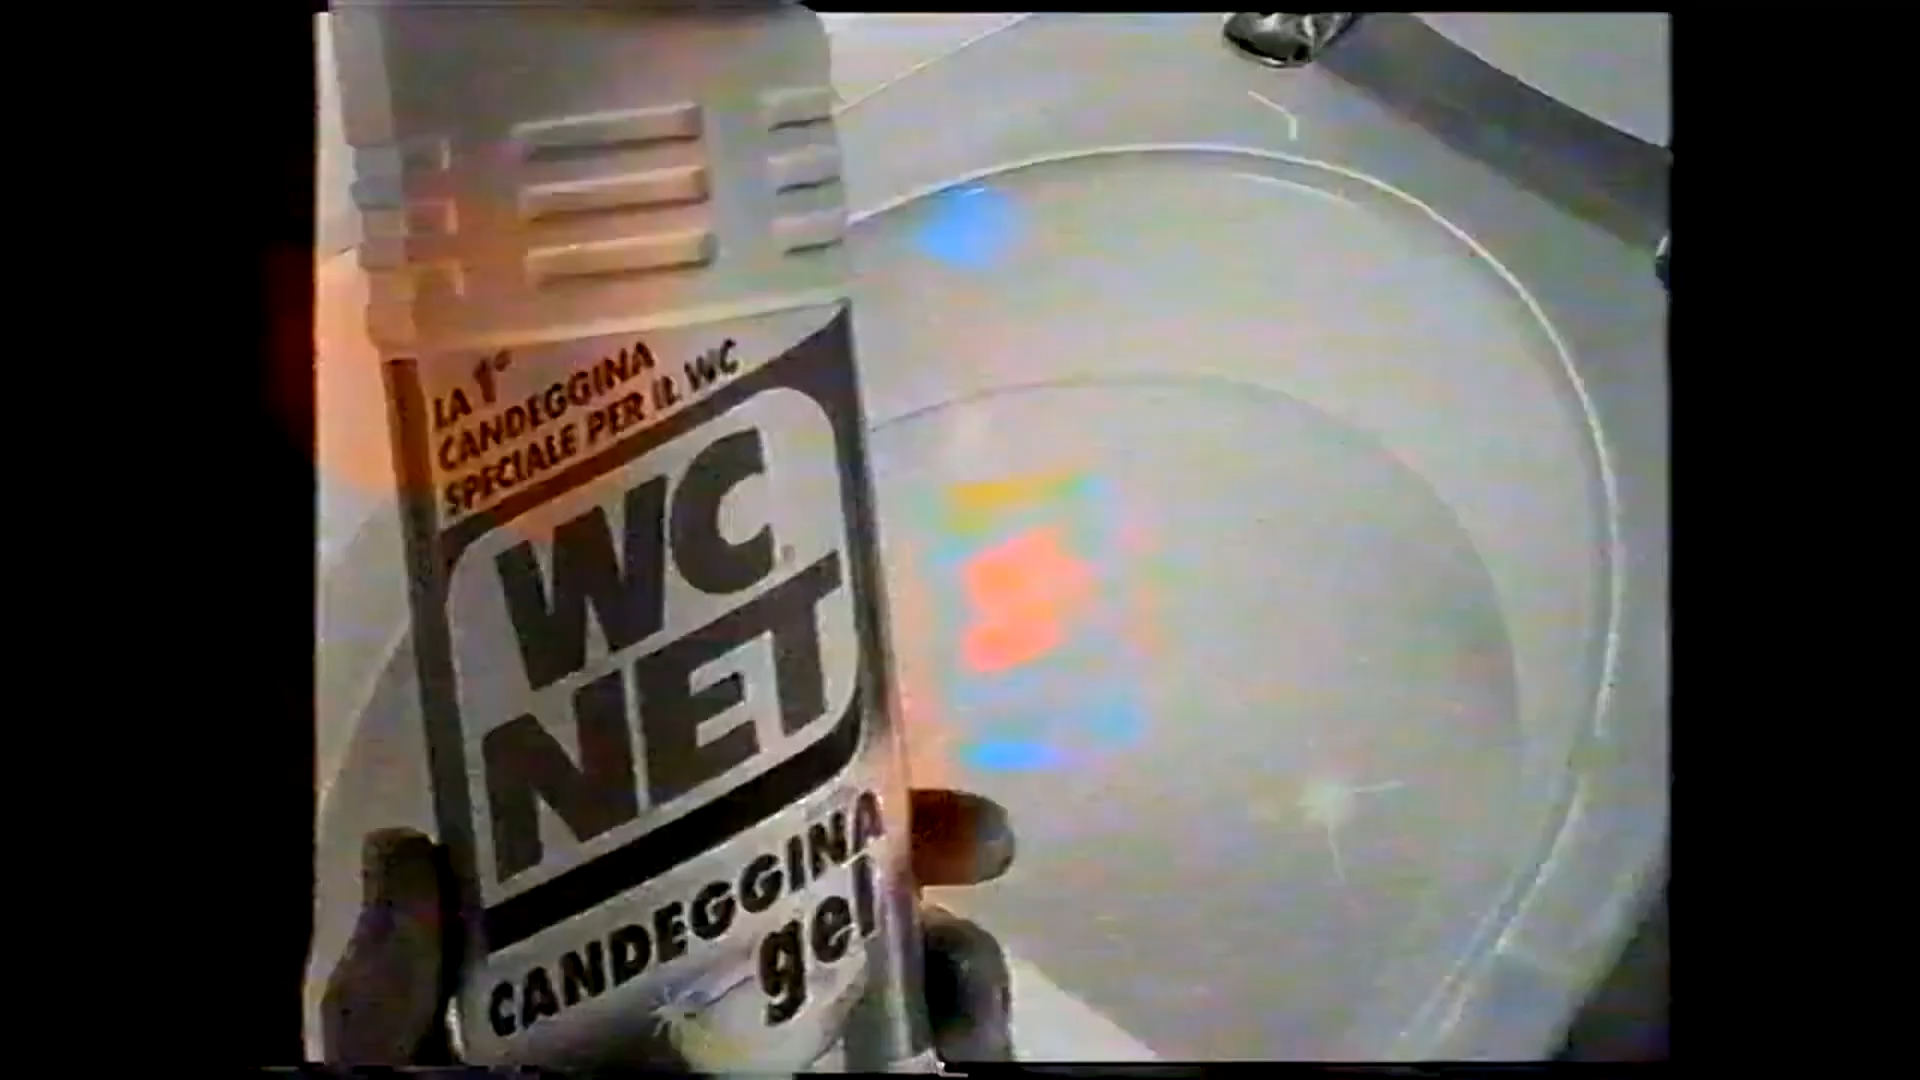 LA 1a
CANDEGGINA
SPECIALE PER IL WC
WC
NET
CANDEGGINA
gel